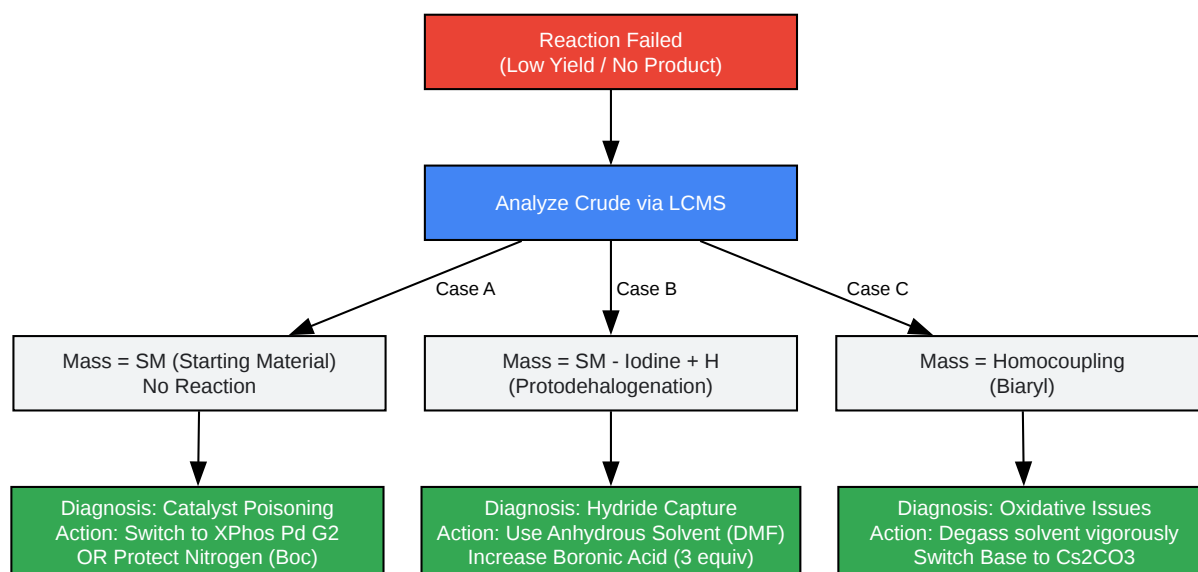 Reaction Failed
(Low Yield / No Product)
Analyze Crude via LCMS
Case A
Case B
Case C
Mass = SM (Starting Material)
No Reaction
Mass = SM - Iodine + H
(Protodehalogenation)
Mass = Homocoupling
(Biaryl)
Diagnosis: Catalyst Poisoning
Action: Switch to XPhos Pd G2
OR Protect Nitrogen (Boc)
Diagnosis: Hydride Capture
Action: Use Anhydrous Solvent (DMF)
Increase Boronic Acid (3 equiv)
Diagnosis: Oxidative Issues
Action: Degass solvent vigorously
Switch Base to Cs2CO3